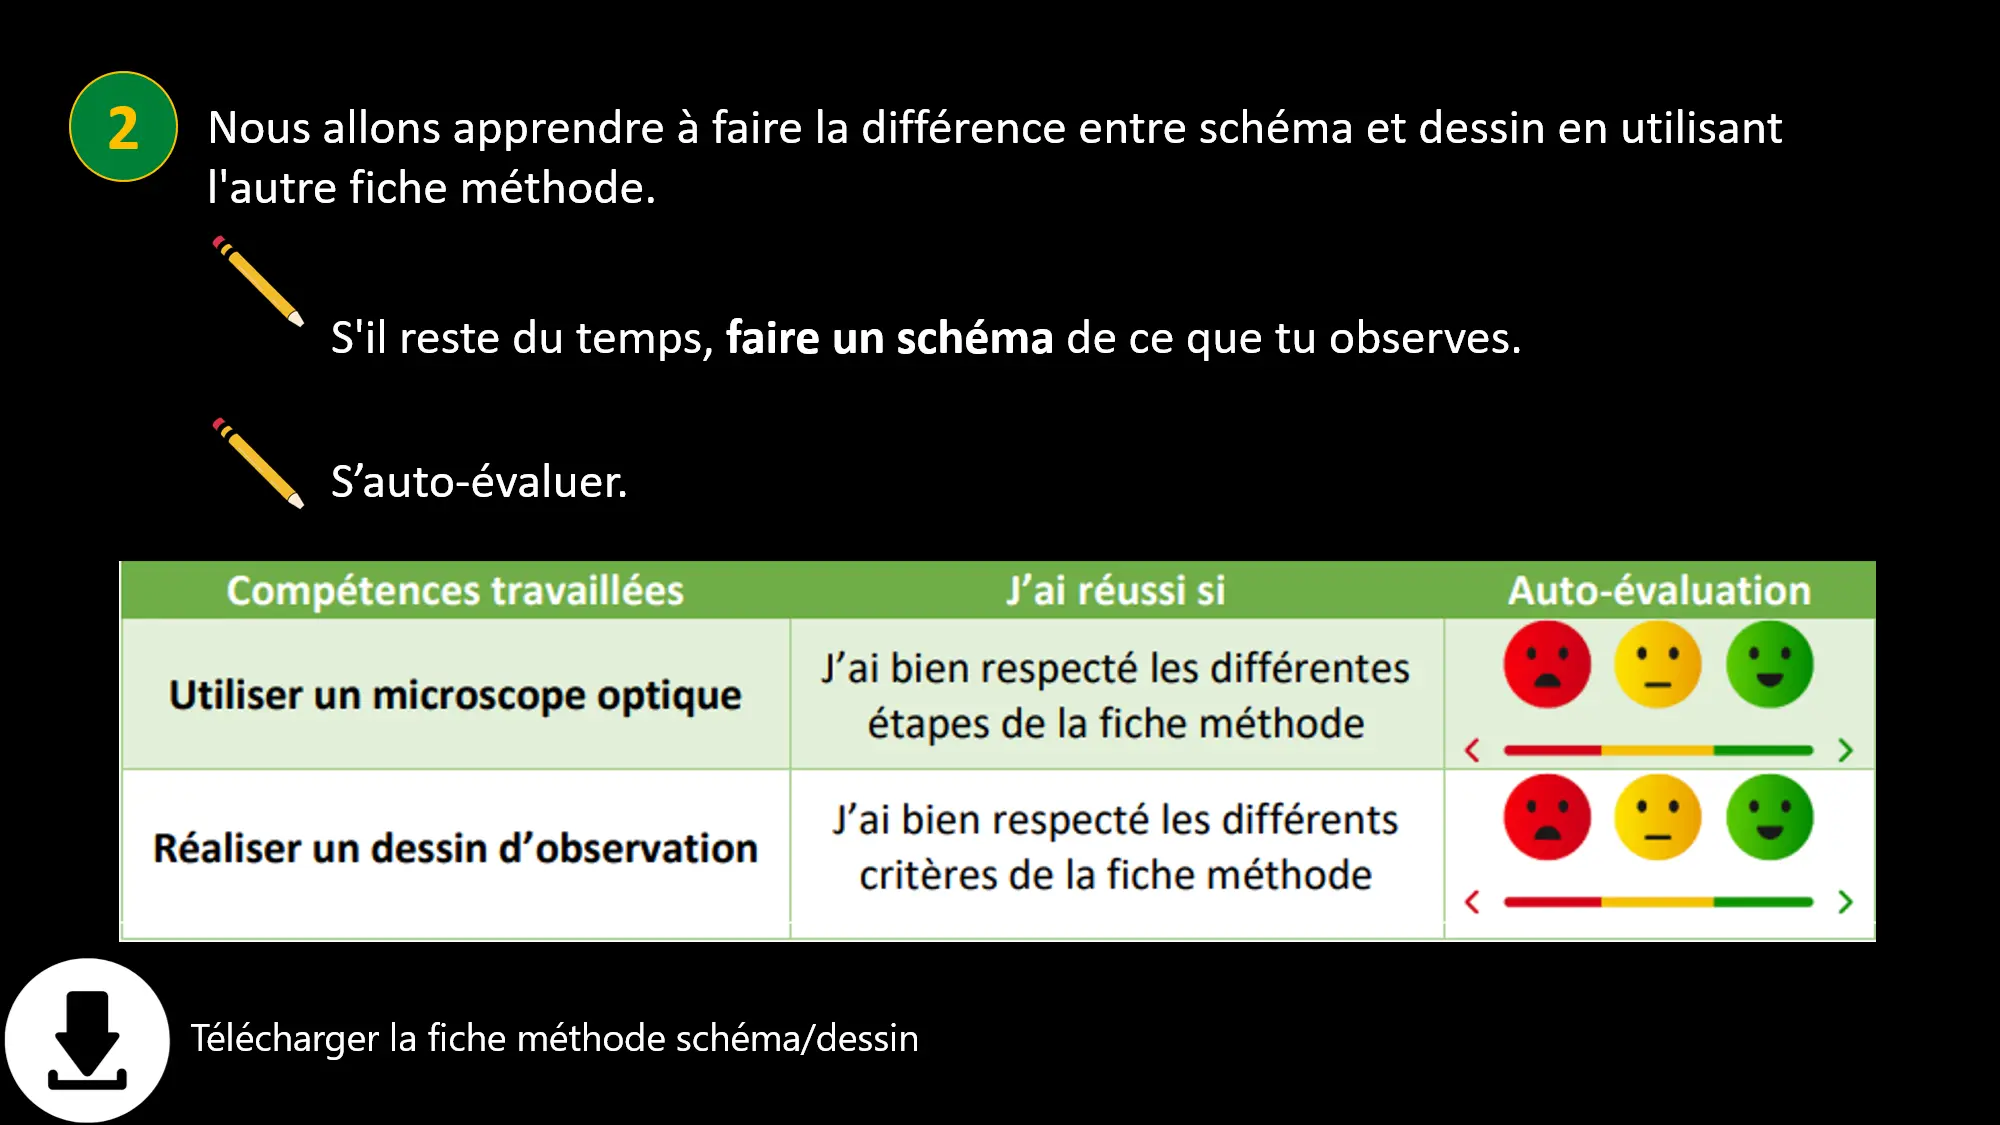 2
Nous allons apprendre à faire la différence entre schéma et dessin en utilisant
l'autre fiche méthode.
S'il reste du temps, faire un schéma de ce que tu observes.
S’auto-évaluer.
Compétences travaillées
J’ai réussi si
Auto-évaluation
Utiliser un microscope optique
J’ai bien respecté les différentes
étapes de la fiche méthode
Réaliser un dessin d’observation
J’ai bien respecté les différents
critères de la fiche méthode
Télécharger la fiche méthode schéma/dessin